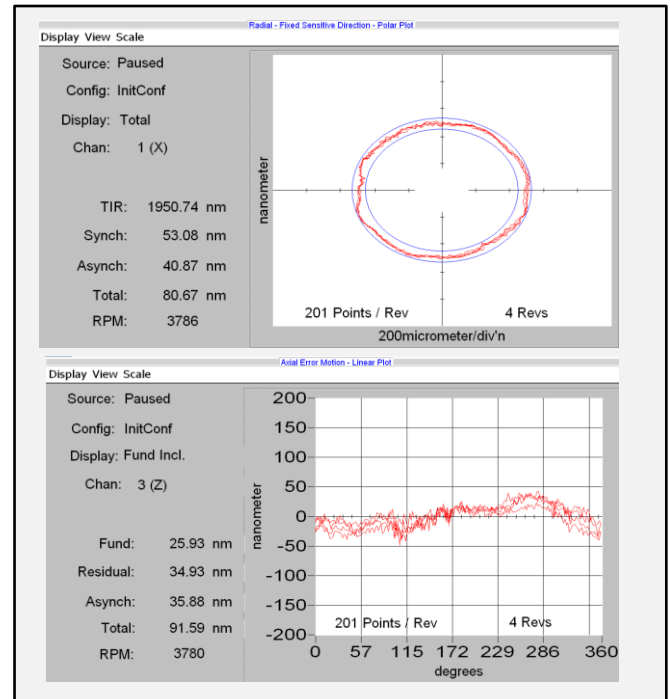 Radial - Fixed Sensitive Direction - Polar Plot
Display View Scale
Source: Paused
Config: InitConf
Display: Total
Chan: 1 (X)
TIR: 1950.74 nm
Synch: 53.08 nm
Asynch: 40.87 nm
Total: 80.67 nm
RPM: 3786
nanometer
201 Points / Rev 4 Revs
200micrometer/div'n
Axial Error Motion - Linear Plot
Display View Scale
Source: Paused
Config: InitConf
Display: Fund Incl.
Chan: 3 (Z)
Fund: 25.93 nm
Residual: 34.93 nm
Asynch: 35.88 nm
Total: 91.59 nm
RPM: 3780
nanometer
200
150
100
50
0
-50
-100
-150
-200
201 Points / Rev 4 Revs
0 57 115 172 229 286 360
degrees